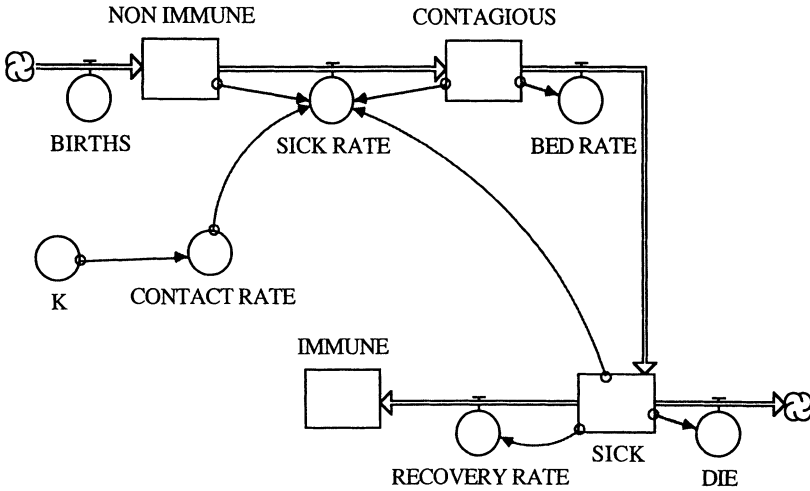 NON IMMUNE
CONTAGIOUS
BIRTHS
SICK RATE
BED RATE
K
CONTACT RATE
IMMUNE
RECOVERY RATE
SICK
DIE